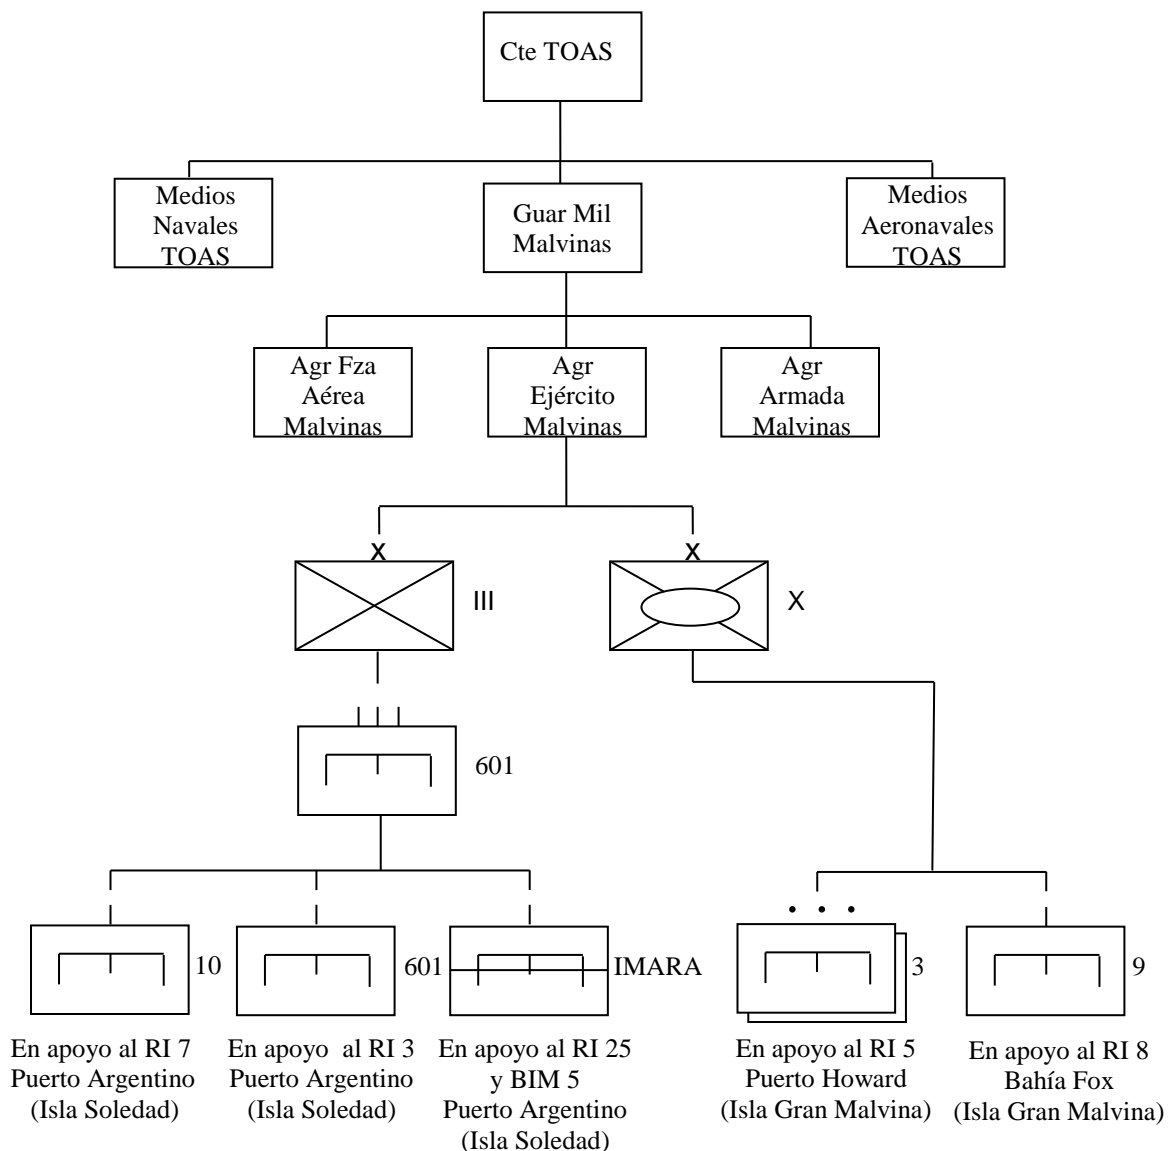 Cte TOAS
Medios
Navales
TOAS
Guar Mil
Malvinas
Medios
Aeronavales
TOAS
Agr Fza
Aérea
Malvinas
Agr
Ejército
Malvinas
Agr
Armada
Malvinas
X
III
X
X
601
10
601
IMARA
3
9
En apoyo al RI 7
Puerto Argentino
(Isla Soledad)
En apoyo al RI 3
Puerto Argentino
(Isla Soledad)
En apoyo al RI 25
y BIM 5
Puerto Argentino
(Isla Soledad)
En apoyo al RI 5
Puerto Howard
(Isla Gran Malvina)
En apoyo al RI 8
Bahía Fox
(Isla Gran Malvina)